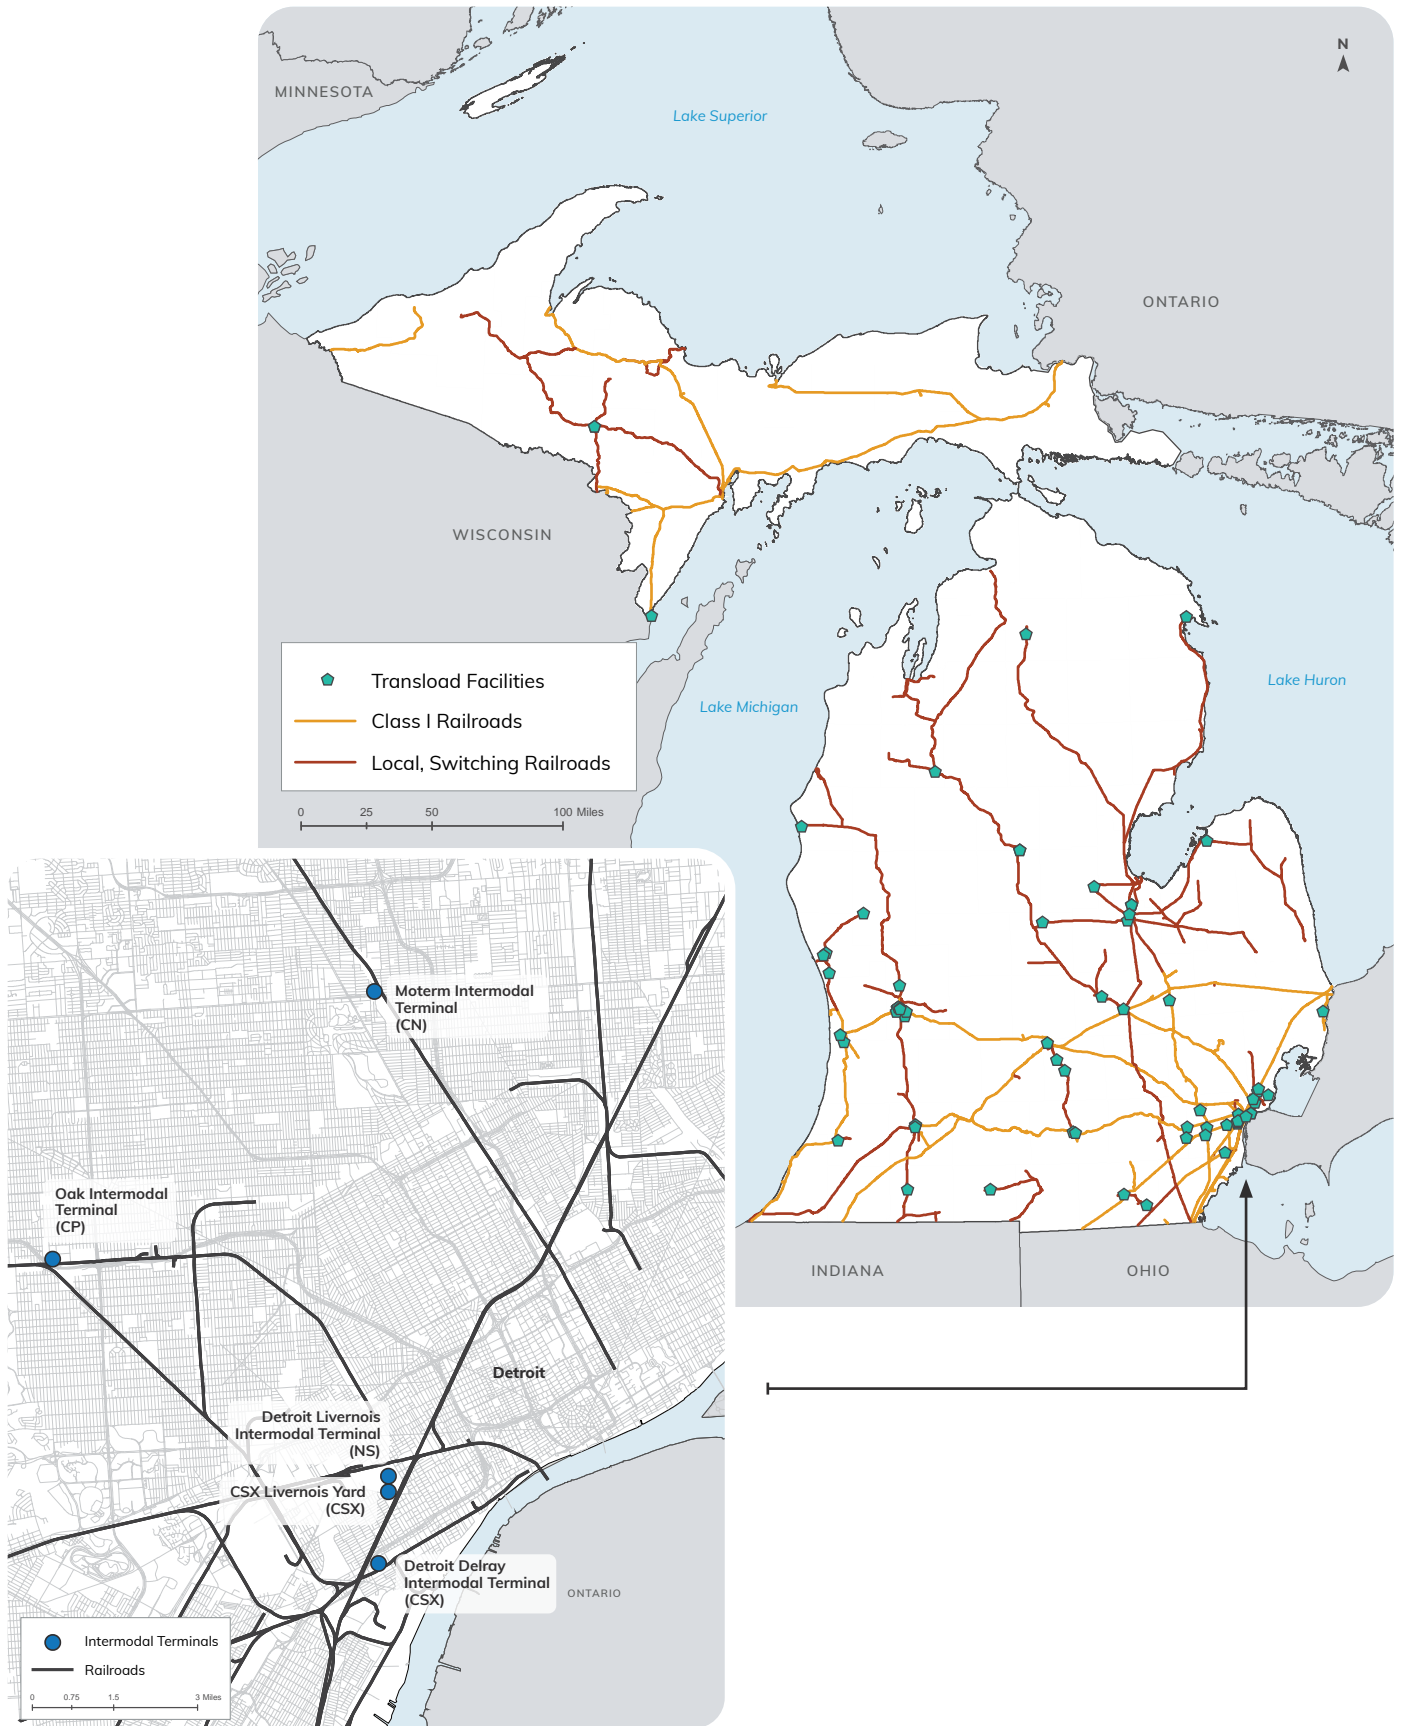 N
MINNESOTA
Lake Superior
ONTARIO
WISCONSIN
Lake Huron
Lake Michigan
Transload Facilities
Class I Railroads
Local, Switching Railroads
0 25 50 100 Miles
INDIANA
OHIO
Moterm Intermodal
Terminal
(CN)
Oak Intermodal
Terminal
(CP)
Detroit
Detroit Livernois
Intermodal Terminal
(NS)
CSX Livernois Yard
(CSX)
Detroit Delray
Intermodal Terminal
(CSX)
ONTARIO
Intermodal Terminals
Railroads
0 0.75 1.5 3 Miles